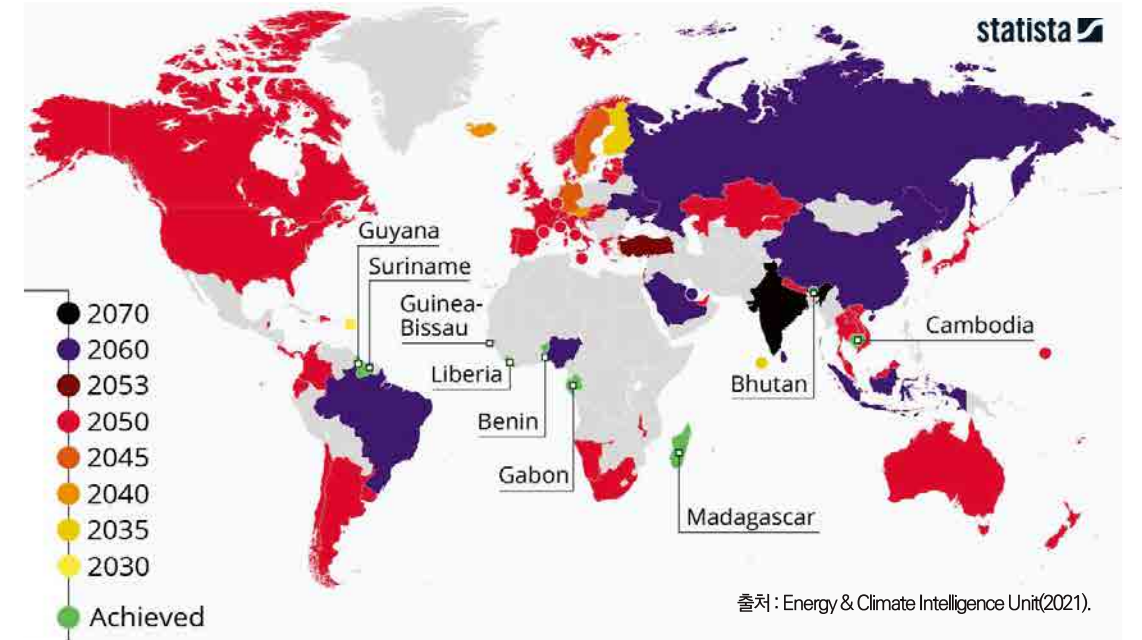 statista
Guyana
Suriname
Guinea-
Bissau
Liberia
Benin
Gabon
Madagascar
Bhutan
Cambodia
2070
2060
2053
2050
2045
2040
2035
2030
Achieved
출처 : Energy & Climate Intelligence Unit(2021).